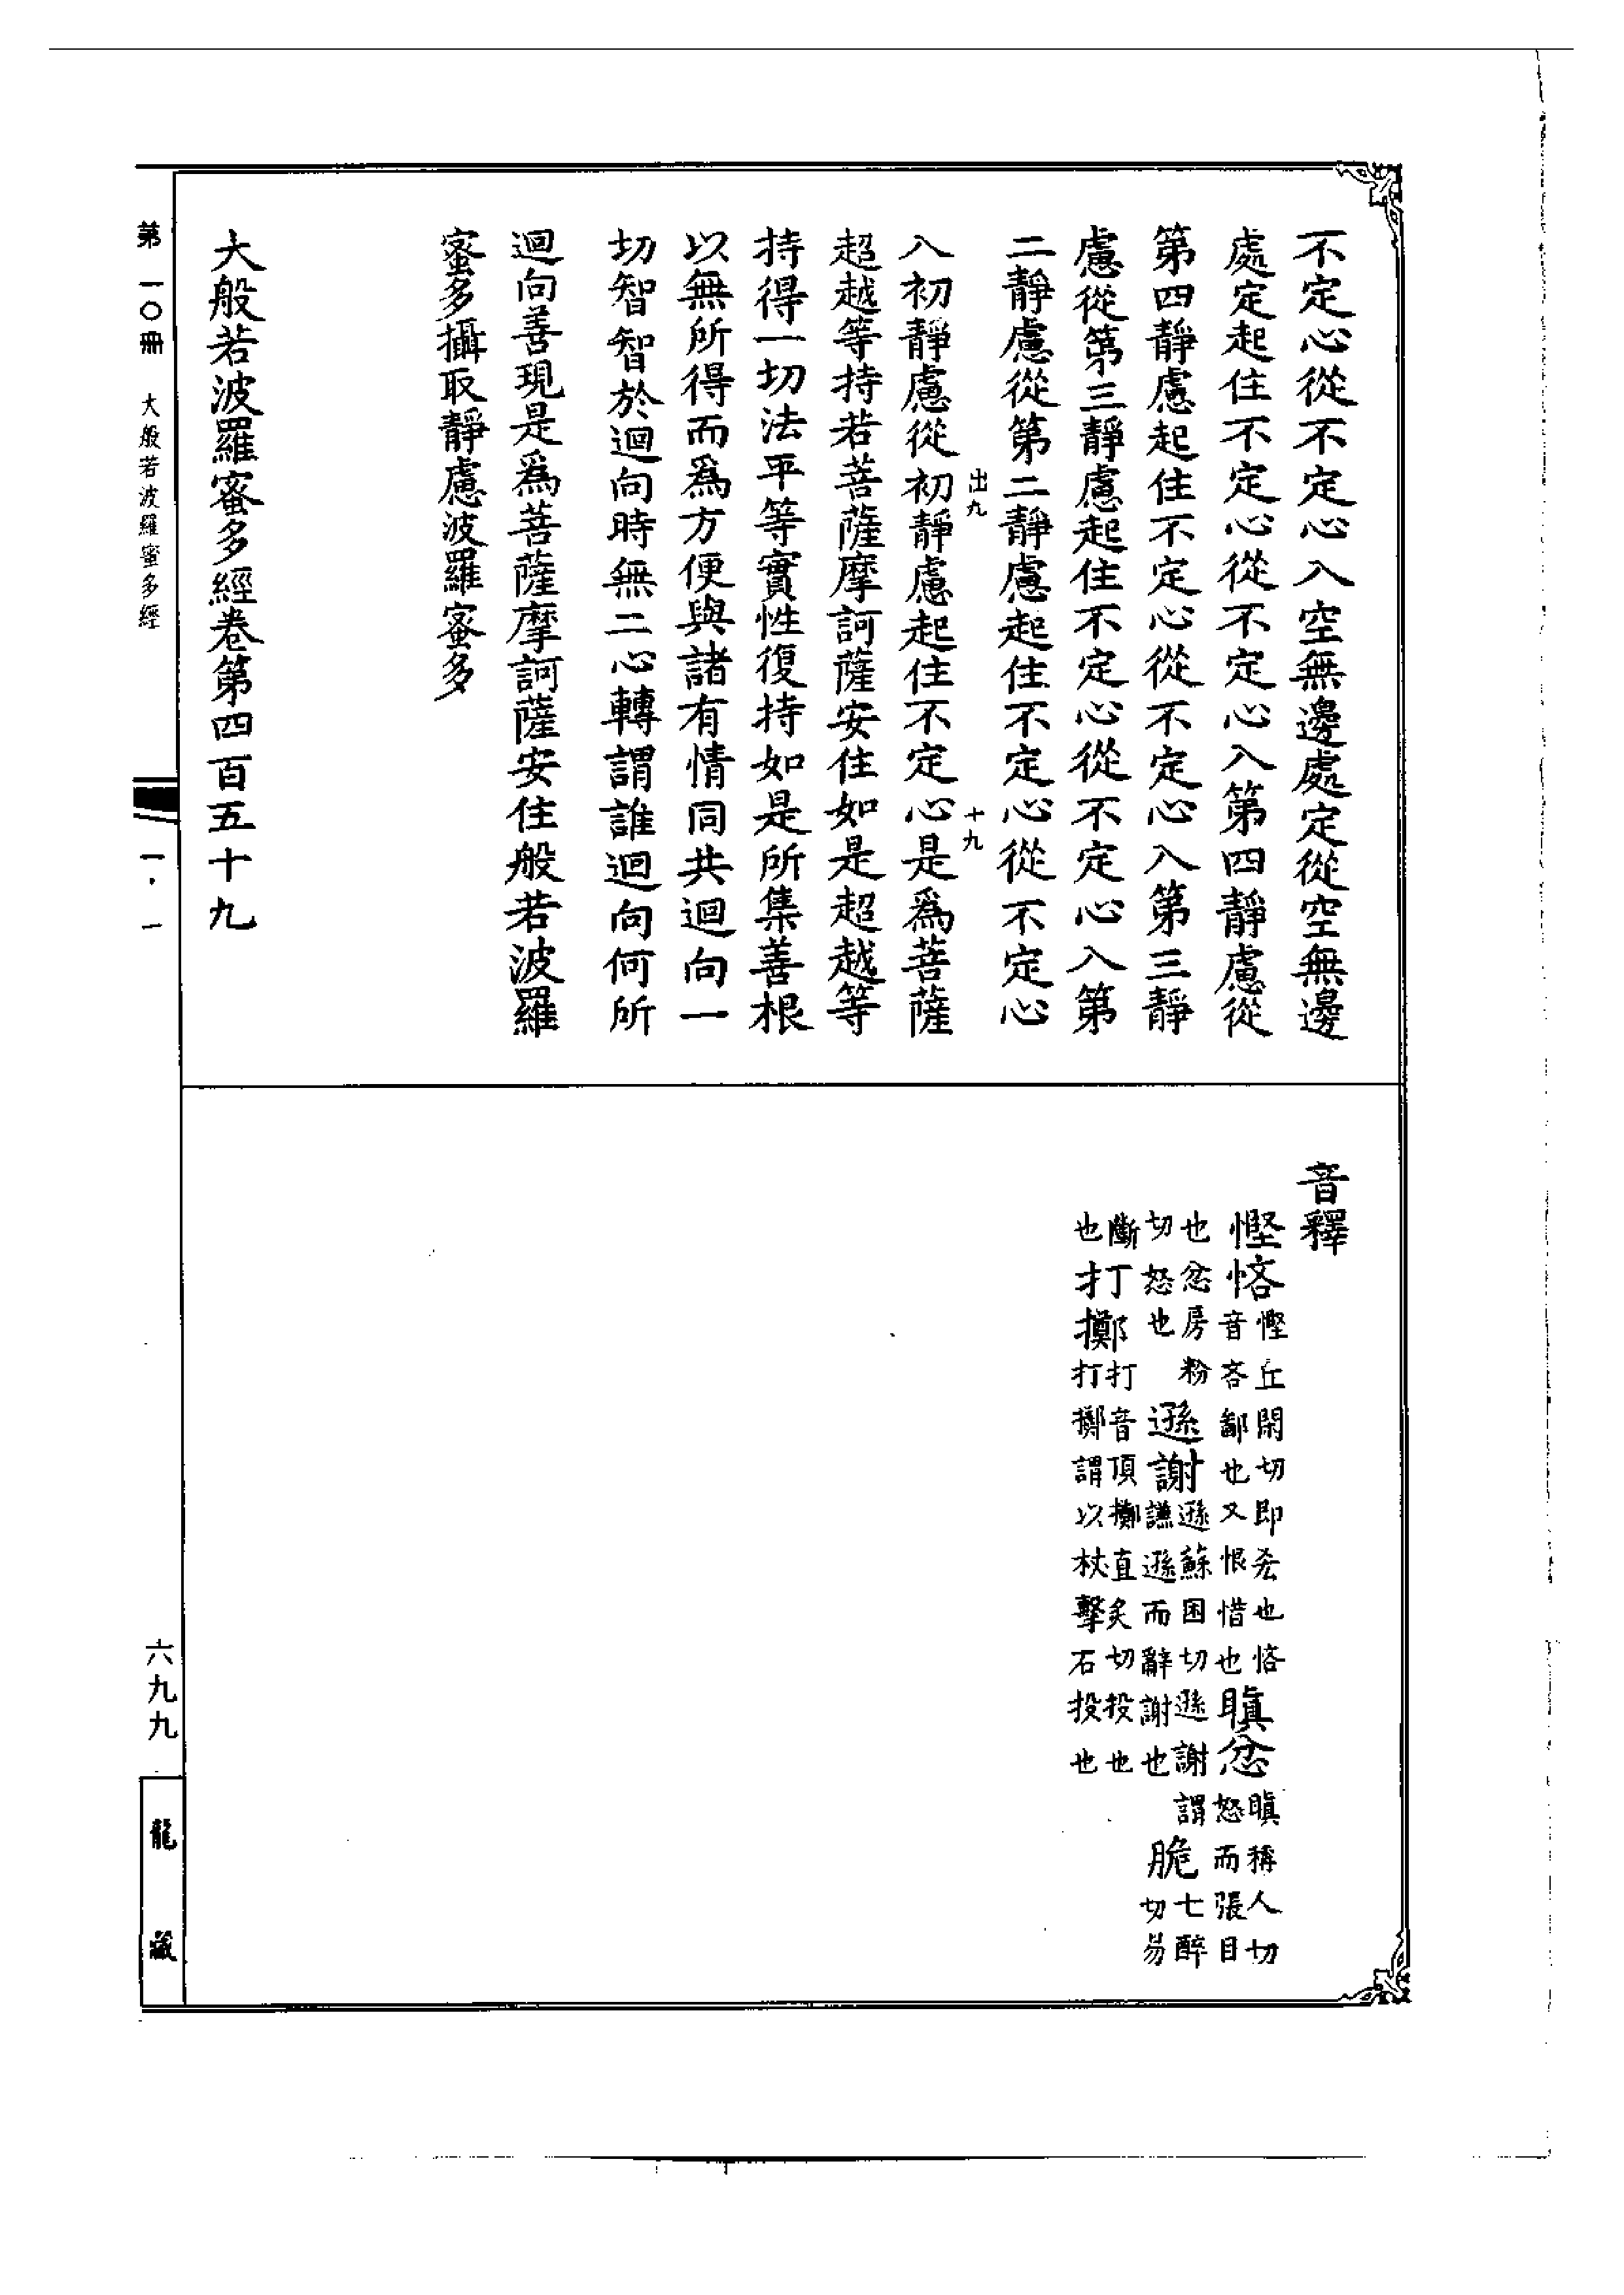 不定心從不定心入空無邊處定從空無邊
處定起住不定心從不定心入第四靜慮從
第四靜慮起住不定心從不定心入第三靜
慮從第三靜慮起住不定心從不定心入第
二靜慮從第二靜慮起住不定心從不定心
出九
十九
入初靜慮從初靜慮起住不定心是爲菩薩
超越等持若菩薩摩訶薩安住如是超越等
持得一切法平等實性復持如是所集善根
以無所得而爲方便與諸有情同共迴向一
切智智於迴向時無二心轉謂誰迴向何所
迴向善現是爲菩薩摩訶薩安住般若波羅
蜜多攝取靜慮波羅蜜多
大般若波羅蜜多經卷第四百五十九
音釋
慳悋
慳丘閑切即吝也悋
音吝鄙也又恨惜也
瞋忿
瞋稱人切
怒而張目
也忿房粉
切怒也
遜謝
遜蘇困切遜謝謂
謙遜而辭謝也
脆
七醉
切易
斷
也
打擲
打音頂擲直炙切投也
打擲謂以杖擊石投也
第一〇冊 大般若波羅蜜多經
一·一
六九九
龍藏